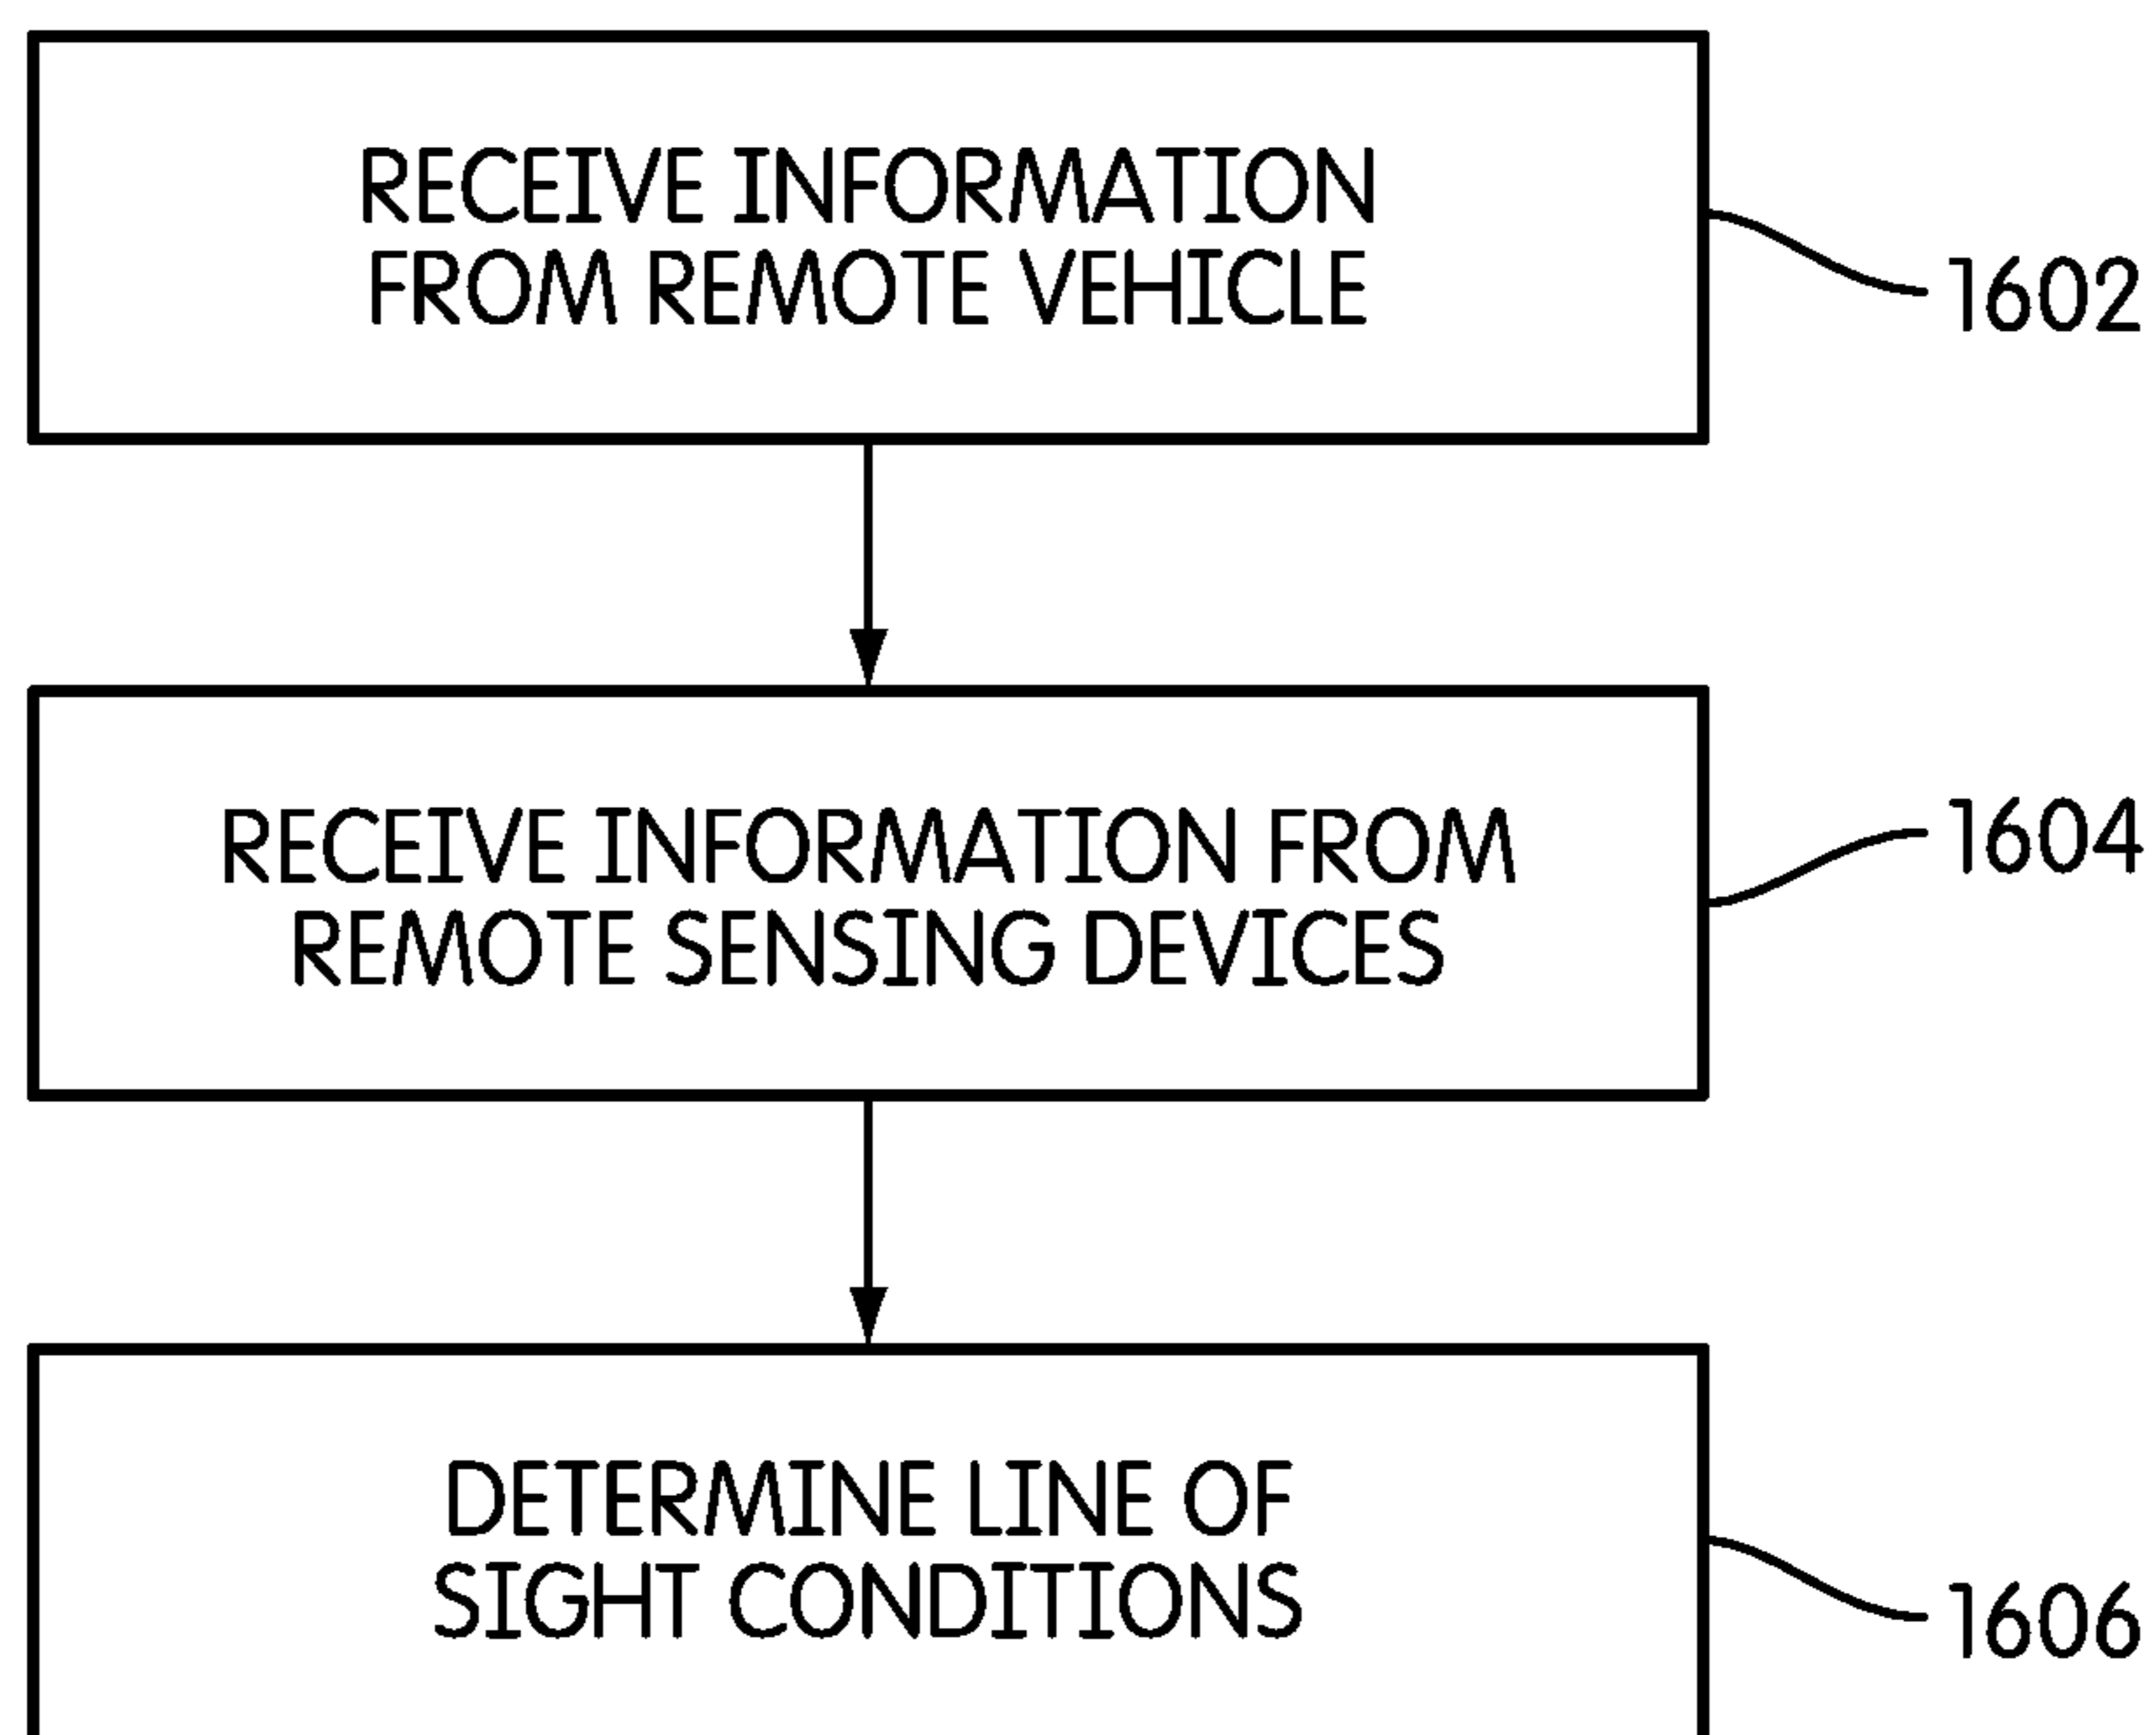 RECEIVE INFORMATION
FROM REMOTE VEHICLE
1602
RECEIVE INFORMATION FROM
REMOTE SENSING DEVICES
1604
DETERMINE LINE OF
SIGHT CONDITIONS
1606